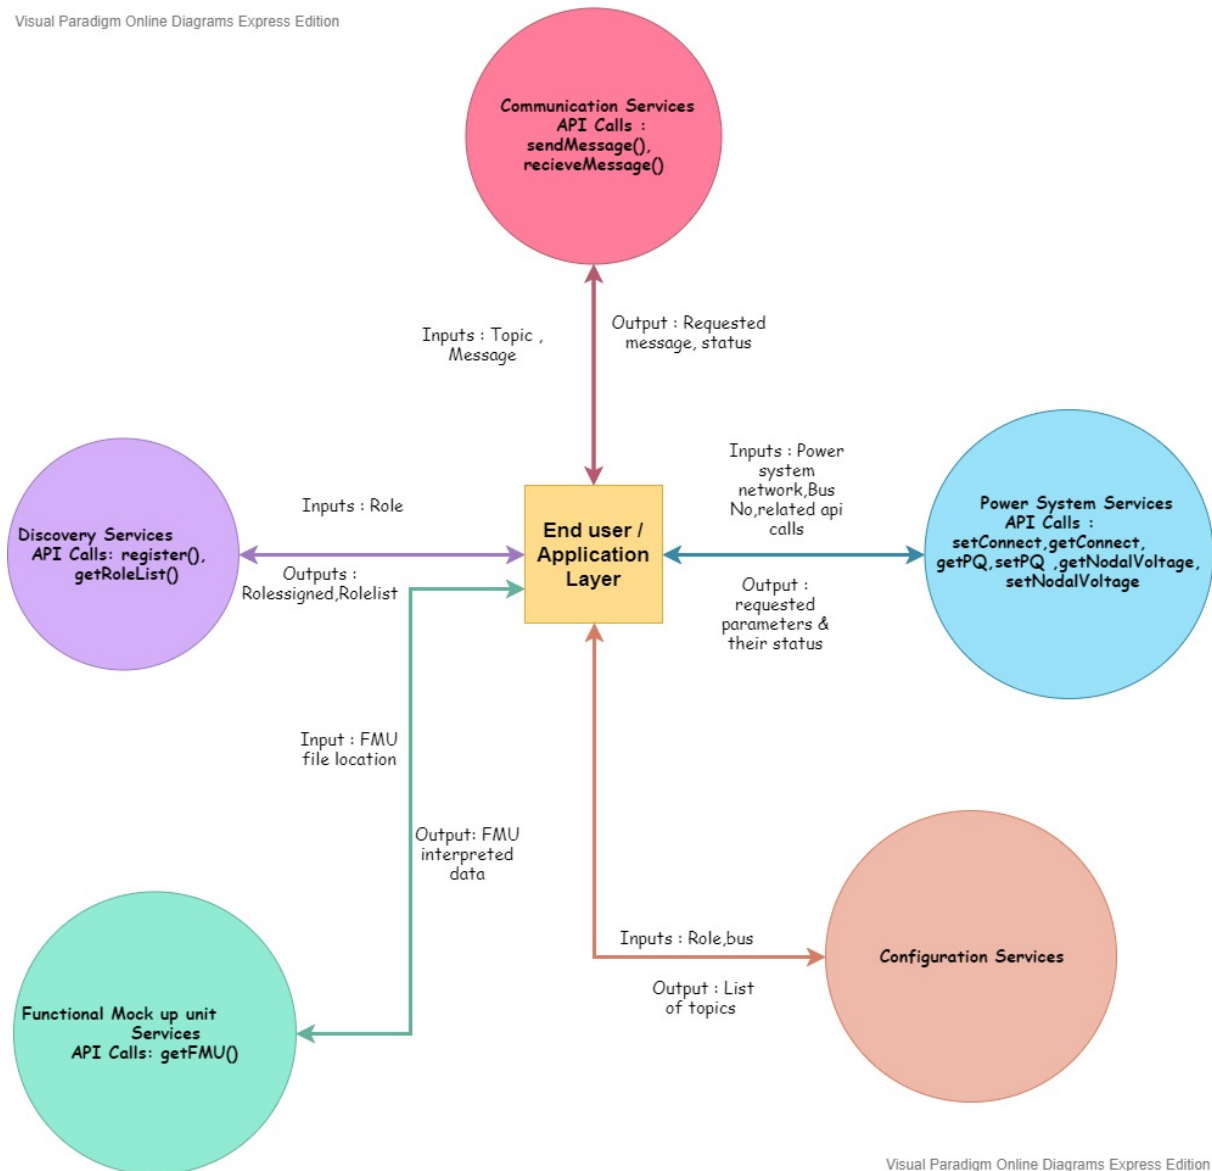 Visual Paradigm Online Diagrams Express Edition
Communication Services
API Calls :
sendMessage(),
recieveMessage()
Inputs : Topic ,
Message
Output : Requested
message, status
Inputs : Power
system
network,Bus
No,related api
calls
Power System Services
API Calls :
setConnect,getConnect,
getPQ,setPQ ,getNodalVoltage,
setNodalVoltage
Inputs : Role
Discovery Services
API Calls: register(),
getRoleList()
End user /
Application
Layer
Outputs :
Rolessigned,Rolelist
Output :
requested
parameters &
their status
Input : FMU
file location
Output: FMU
interpreted
data
Inputs : Role,bus
Configuration Services
Output : List
of topics
Functional Mock up unit
Services
API Calls: getFMU()
Visual Paradigm Online Diagrams Express Edition